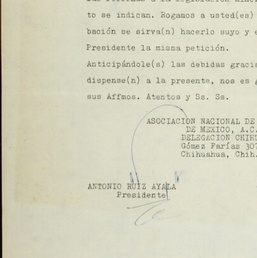 to se indican. Rogamos a usted(es)
bación se sirva(n) hacerlo suyo y e
Presidente la misma petición.
Anticipándole(s) las debidas graci
dispense(n) a la presente, nos es g
sus Affmos. Atentos y Ss. Ss.
ASOCIACION NACIONAL DE
DE MEXICO, A.C.
DELEGACION CHIHU
Gómez Farías 307
Chihuahua, Chih.
ANTONIO RUIZ AYALA
Presidente